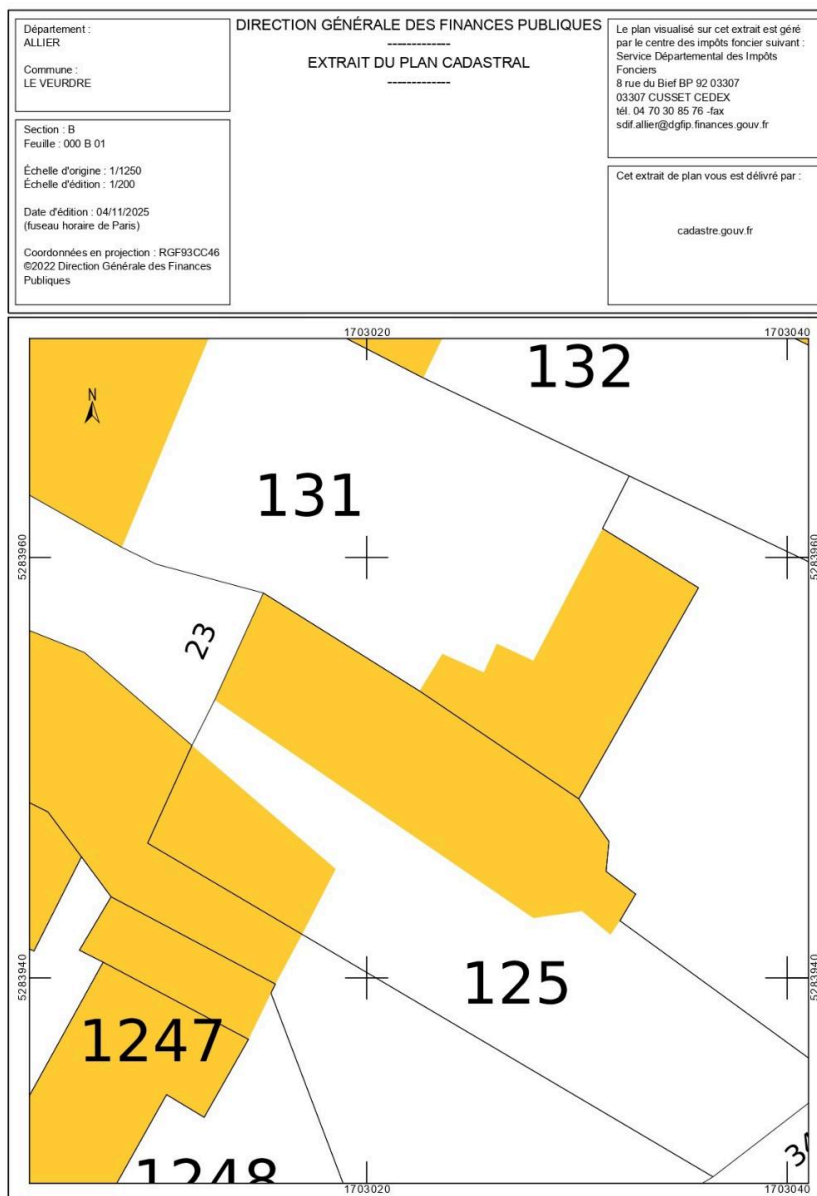 Département :
ALLIER
Commune :
LE VEURDRE
Section : B
Feuille : 000 B 01
Échelle d'origine : 1/1250
Échelle d'édition : 1/200
Date d'édition : 04/11/2025
(fuseau horaire de Paris)
Coordonnées en projection : RGF93CC46
©2022 Direction Générale des Finances
Publiques
DIRECTION GÉNÉRALE DES FINANCES PUBLIQUES
-------------
EXTRAIT DU PLAN CADASTRAL
-------------
Le plan visualisé sur cet extrait est géré
par le centre des impôts foncier suivant :
Service Départemental des Impôts
Fonciers
8 rue du Bief BP 92 03307
03307 CUSSET CEDEX
tél. 04 70 30 85 76 -fax
sdif.allier@dgfip.finances.gouv.fr
Cet extrait de plan vous est délivré par :
cadastre.gouv.fr
1703020
1703040
132
N
131
5283960
5283960
23
5283940
125
5283940
1247
1248
34
1703020
1703040